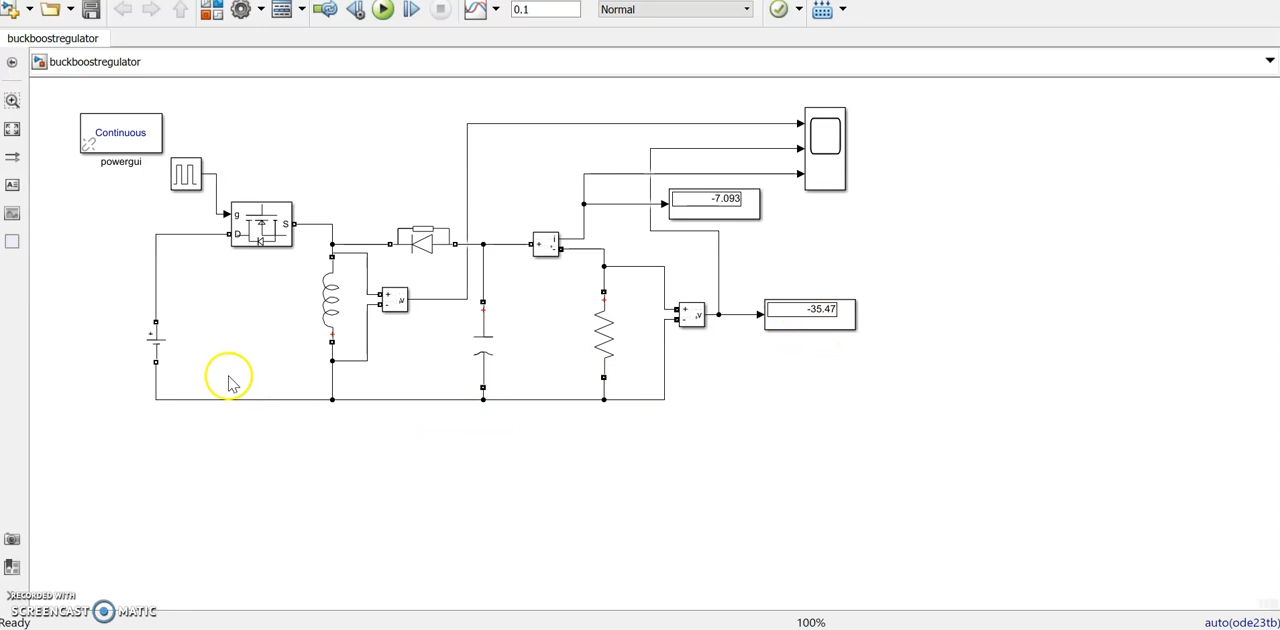 0.1
Normal
buckboostregulator
buckboostregulator
Continuous
powergui
g
D
S
-7.093
+
-
i
+
-
v
+
-
v
-35.47
+
RECORDED WITH
SCREENCAST MATIC
Ready
100%
auto(ode23tb)